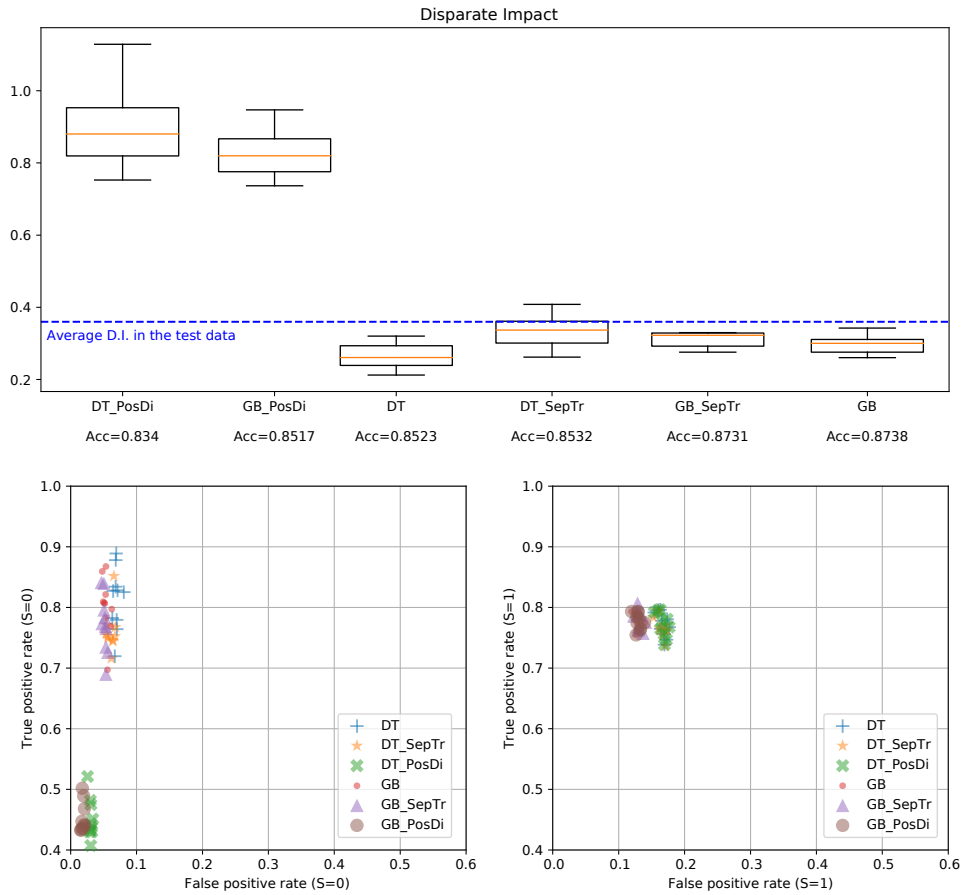 Disparate Impact
1.0
0.8
0.6
0.4
0.2
Average D.I. in the test data
DT_PosDi GB_PosDi DT DT_SepTr GB_SepTr GB
Acc=0.834 Acc=0.8517 Acc=0.8523 Acc=0.8532 Acc=0.8731 Acc=0.8738
True positive rate (S=0)
1.0
0.9
0.8
0.7
0.6
0.5
0.4
DT
DT_SepTr
DT_PosDi
GB
GB_SepTr
GB_PosDi
0.0 0.1 0.2 0.3 0.4 0.5 0.6
False positive rate (S=0)
True positive rate (S=1)
1.0
0.9
0.8
0.7
0.6
0.5
0.4
DT
DT_SepTr
DT_PosDi
GB
GB_SepTr
GB_PosDi
0.0 0.1 0.2 0.3 0.4 0.5 0.6
False positive rate (S=1)